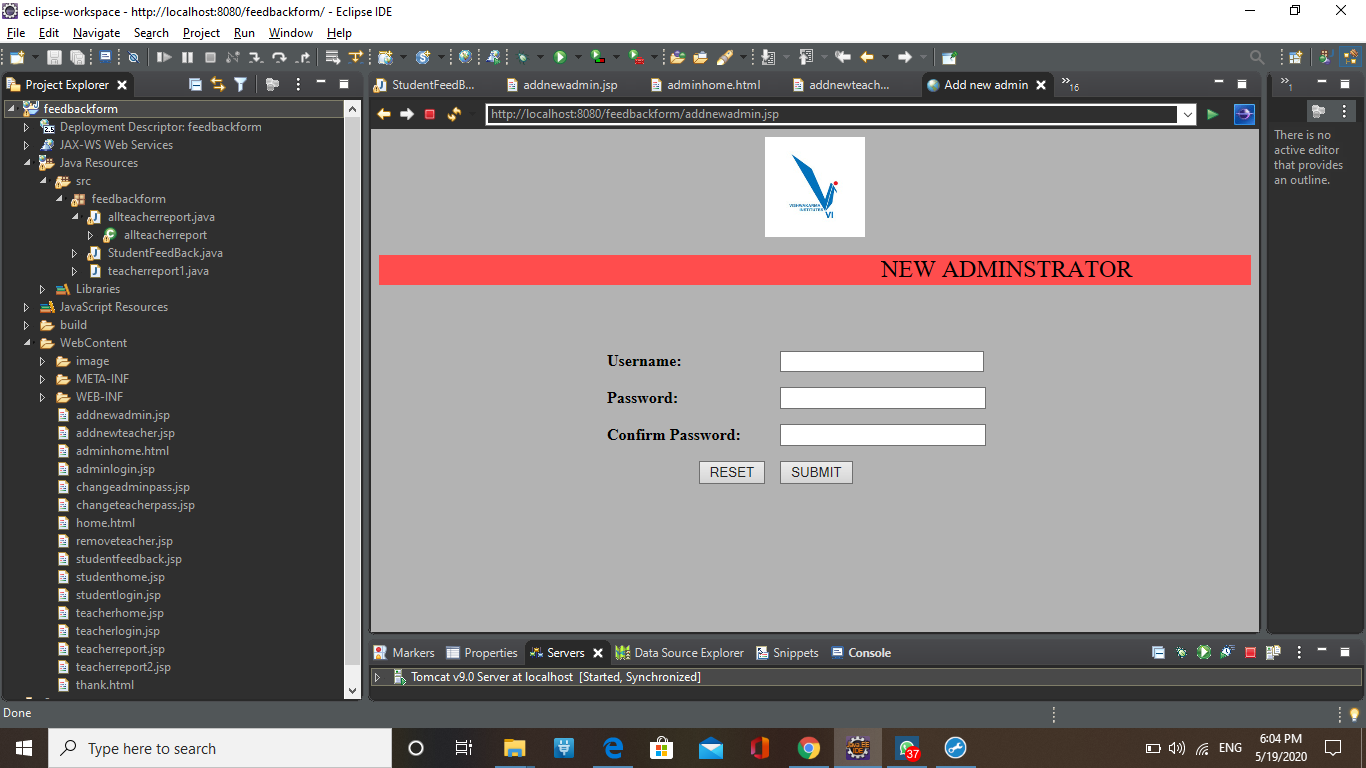 eclipse-workspace - http://localhost:8080/feedbackform/ - Eclipse IDE
File Edit Navigate Search Project Run Window Help
Project Explorer
feedbackform
Deployment Descriptor: feedbackform
JAX-WS Web Services
Java Resources
src
feedbackform
allteacherreport.java
allteacherreport
StudentFeedBack.java
teacherreport1.java
Libraries
JavaScript Resources
build
WebContent
image
META-INF
WEB-INF
addnewadmin.jsp
addnewteacher.jsp
adminhome.html
adminlogin.jsp
changeadminpass.jsp
changeteacherpass.jsp
home.html
removeteacher.jsp
studentfeedback.jsp
studenthome.jsp
studentlogin.jsp
teacherhome.jsp
teacherlogin.jsp
teacherreport.jsp
teacherreport2.jsp
thank.html
StudentFeedB... addnewadmin.jsp adminhome.html addnewteach... Add new admin 16
http://localhost:8080/feedbackform/addnewadmin.jsp
VISHWAKARMA
INSTITUTES
VI
NEW ADMINSTRATOR
Username:
Password:
Confirm Password:
RESET SUBMIT
1
There is no
active editor
that provides
an outline.
Markers Properties Servers Data Source Explorer Snippets Console
Tomcat v9.0 Server at localhost [Started, Synchronized]
Done
Type here to search
37
ENG
6:04 PM
5/19/2020